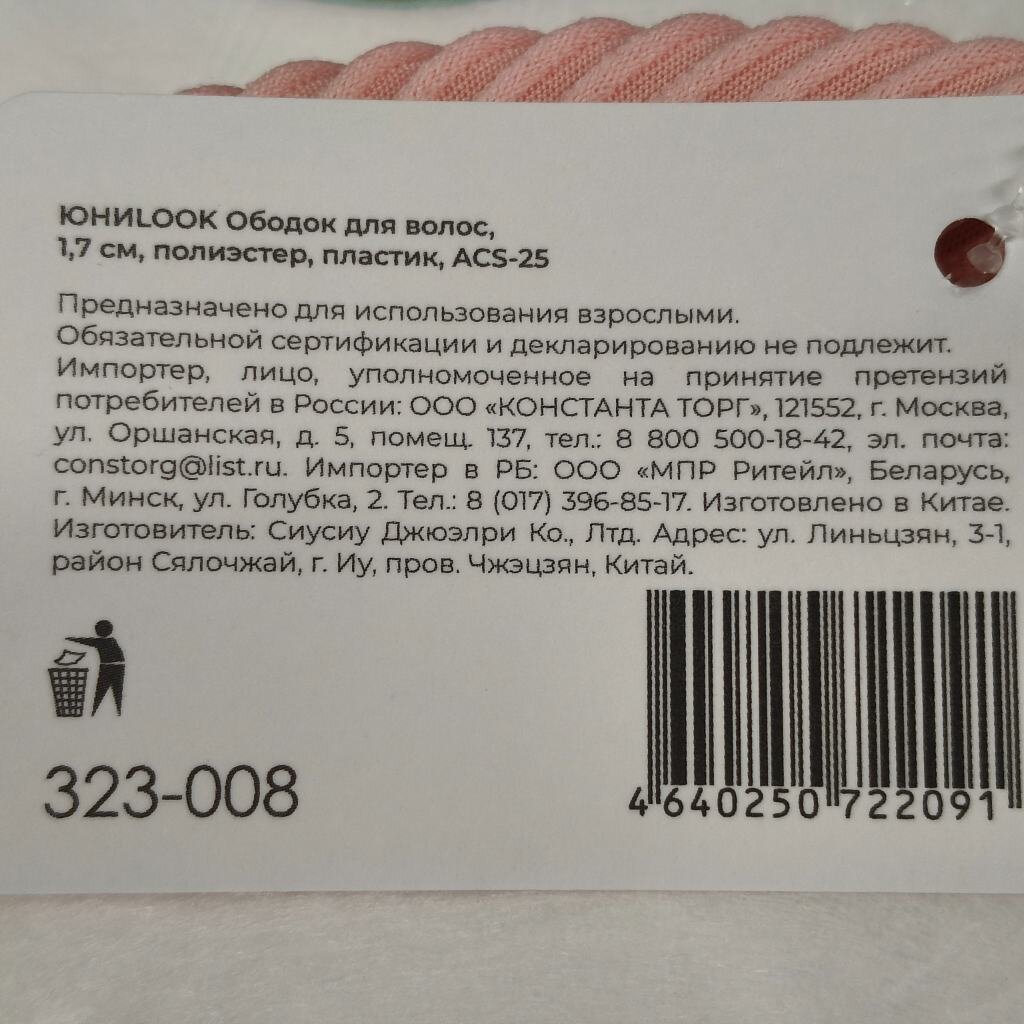 ЮНИLOOK Ободок для волос,
1,7 см, полиэстер, пластик, ACS-25
Предназначено для использования взрослыми.
Обязательной сертификации и декларированию не подлежит.
Импортер, лицо, уполномоченное на принятие претензий
потребителей в России: ООО «КОНСТАНТА ТОРГ», 121552, г. Москва,
ул. Оршанская, д. 5, помещ. 137, тел.: 8 800 500-18-42, эл. почта:
constorg@list.ru. Импортер в РБ: ООО «МПР Ритейл», Беларусь,
г. Минск, ул. Голубка, 2. Тел.: 8 (017) 396-85-17. Изготовлено в Китае.
Изготовитель: Сиусиу Джюэлри Ко., Лтд. Адрес: ул. Линьцзян, 3-1,
район Сялочжай, г. Иу, пров. Чжэцзян, Китай.
323-008
4 640250 722091